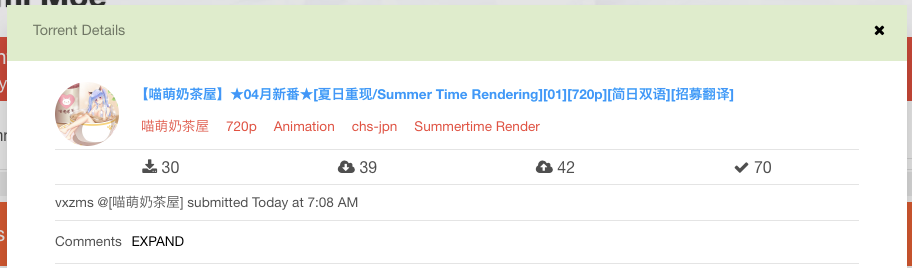 Torrent Details
【喵萌奶茶屋】★04月新番★[夏日重现/Summer Time Rendering][01][720p][简日双语][招募翻译]
喵萌奶茶屋 720p Animation chs-jpn Summertime Render
30 39 42 70
vxzms @[喵萌奶茶屋] submitted Today at 7:08 AM
Comments EXPAND